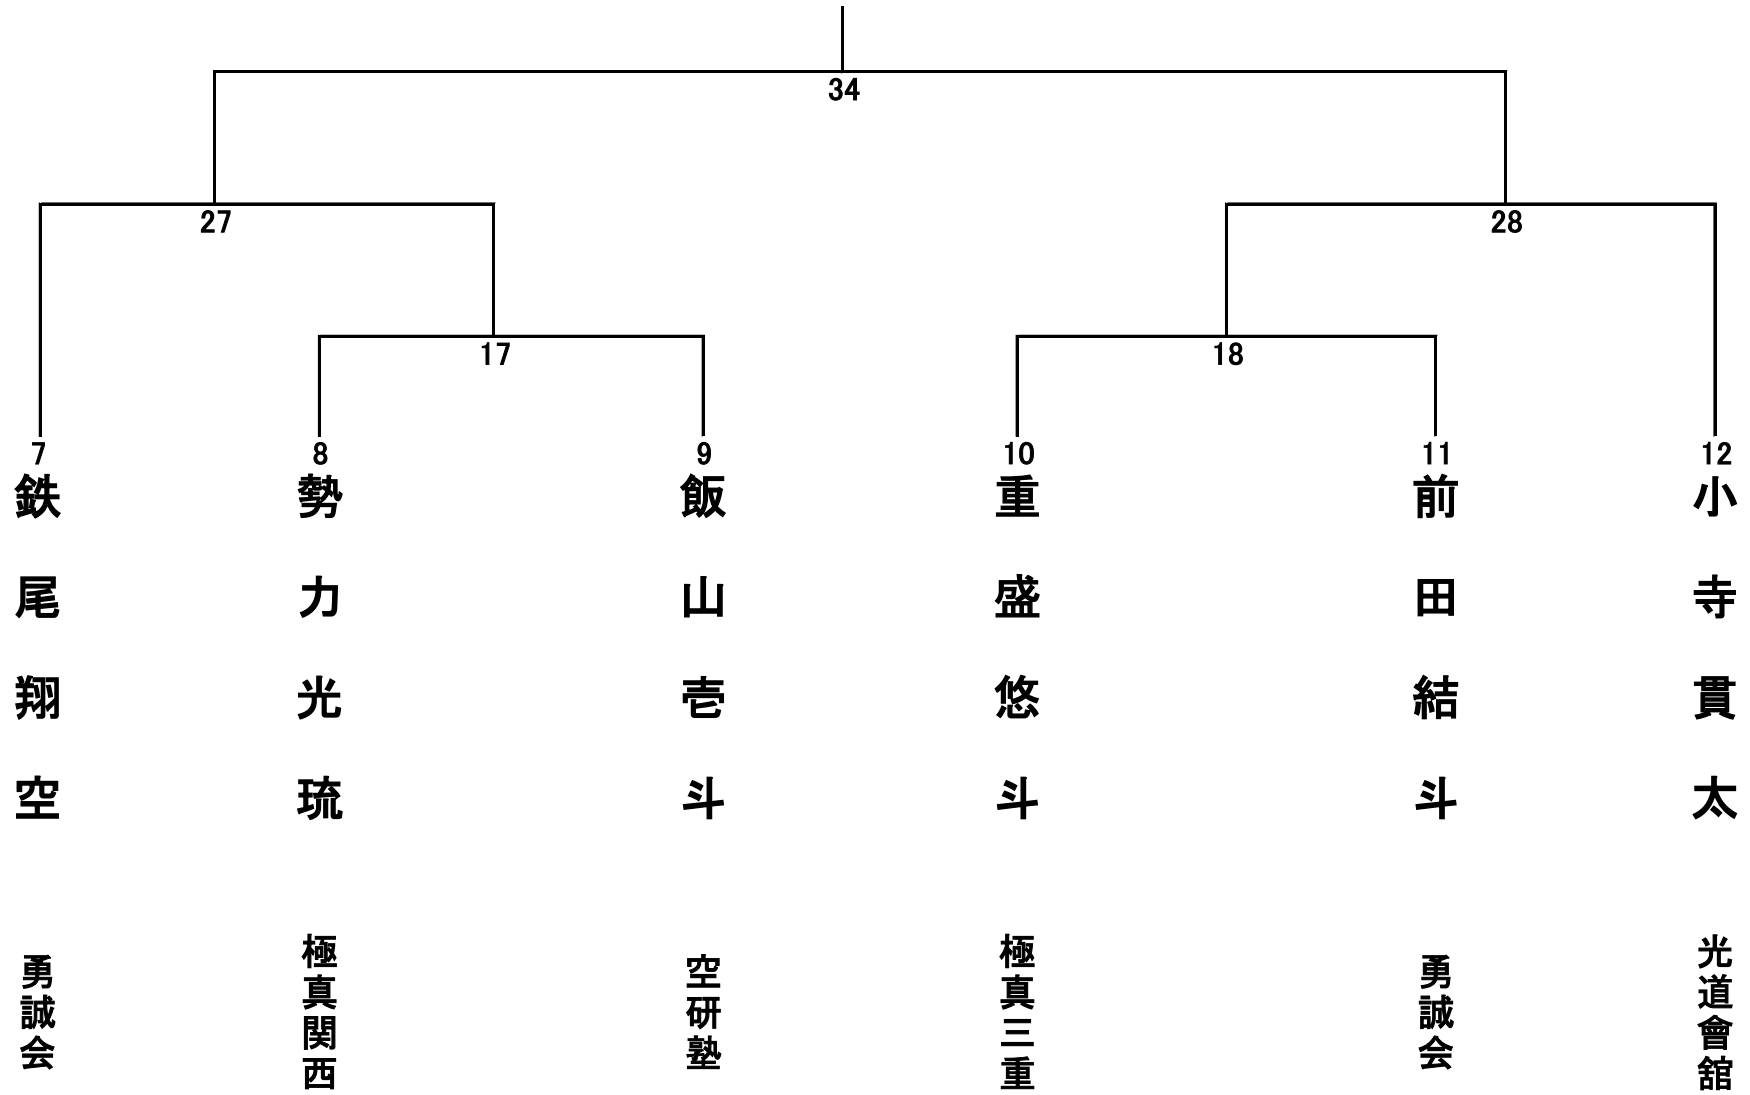 34
27
28
17
18
7
8
9
10
11
12
鉄尾翔空
勢力光琉
飯山壱斗
重盛悠斗
前田結斗
小寺貫太
勇誠会
極真関西
空研塾
極真三重
勇誠会
光道會舘